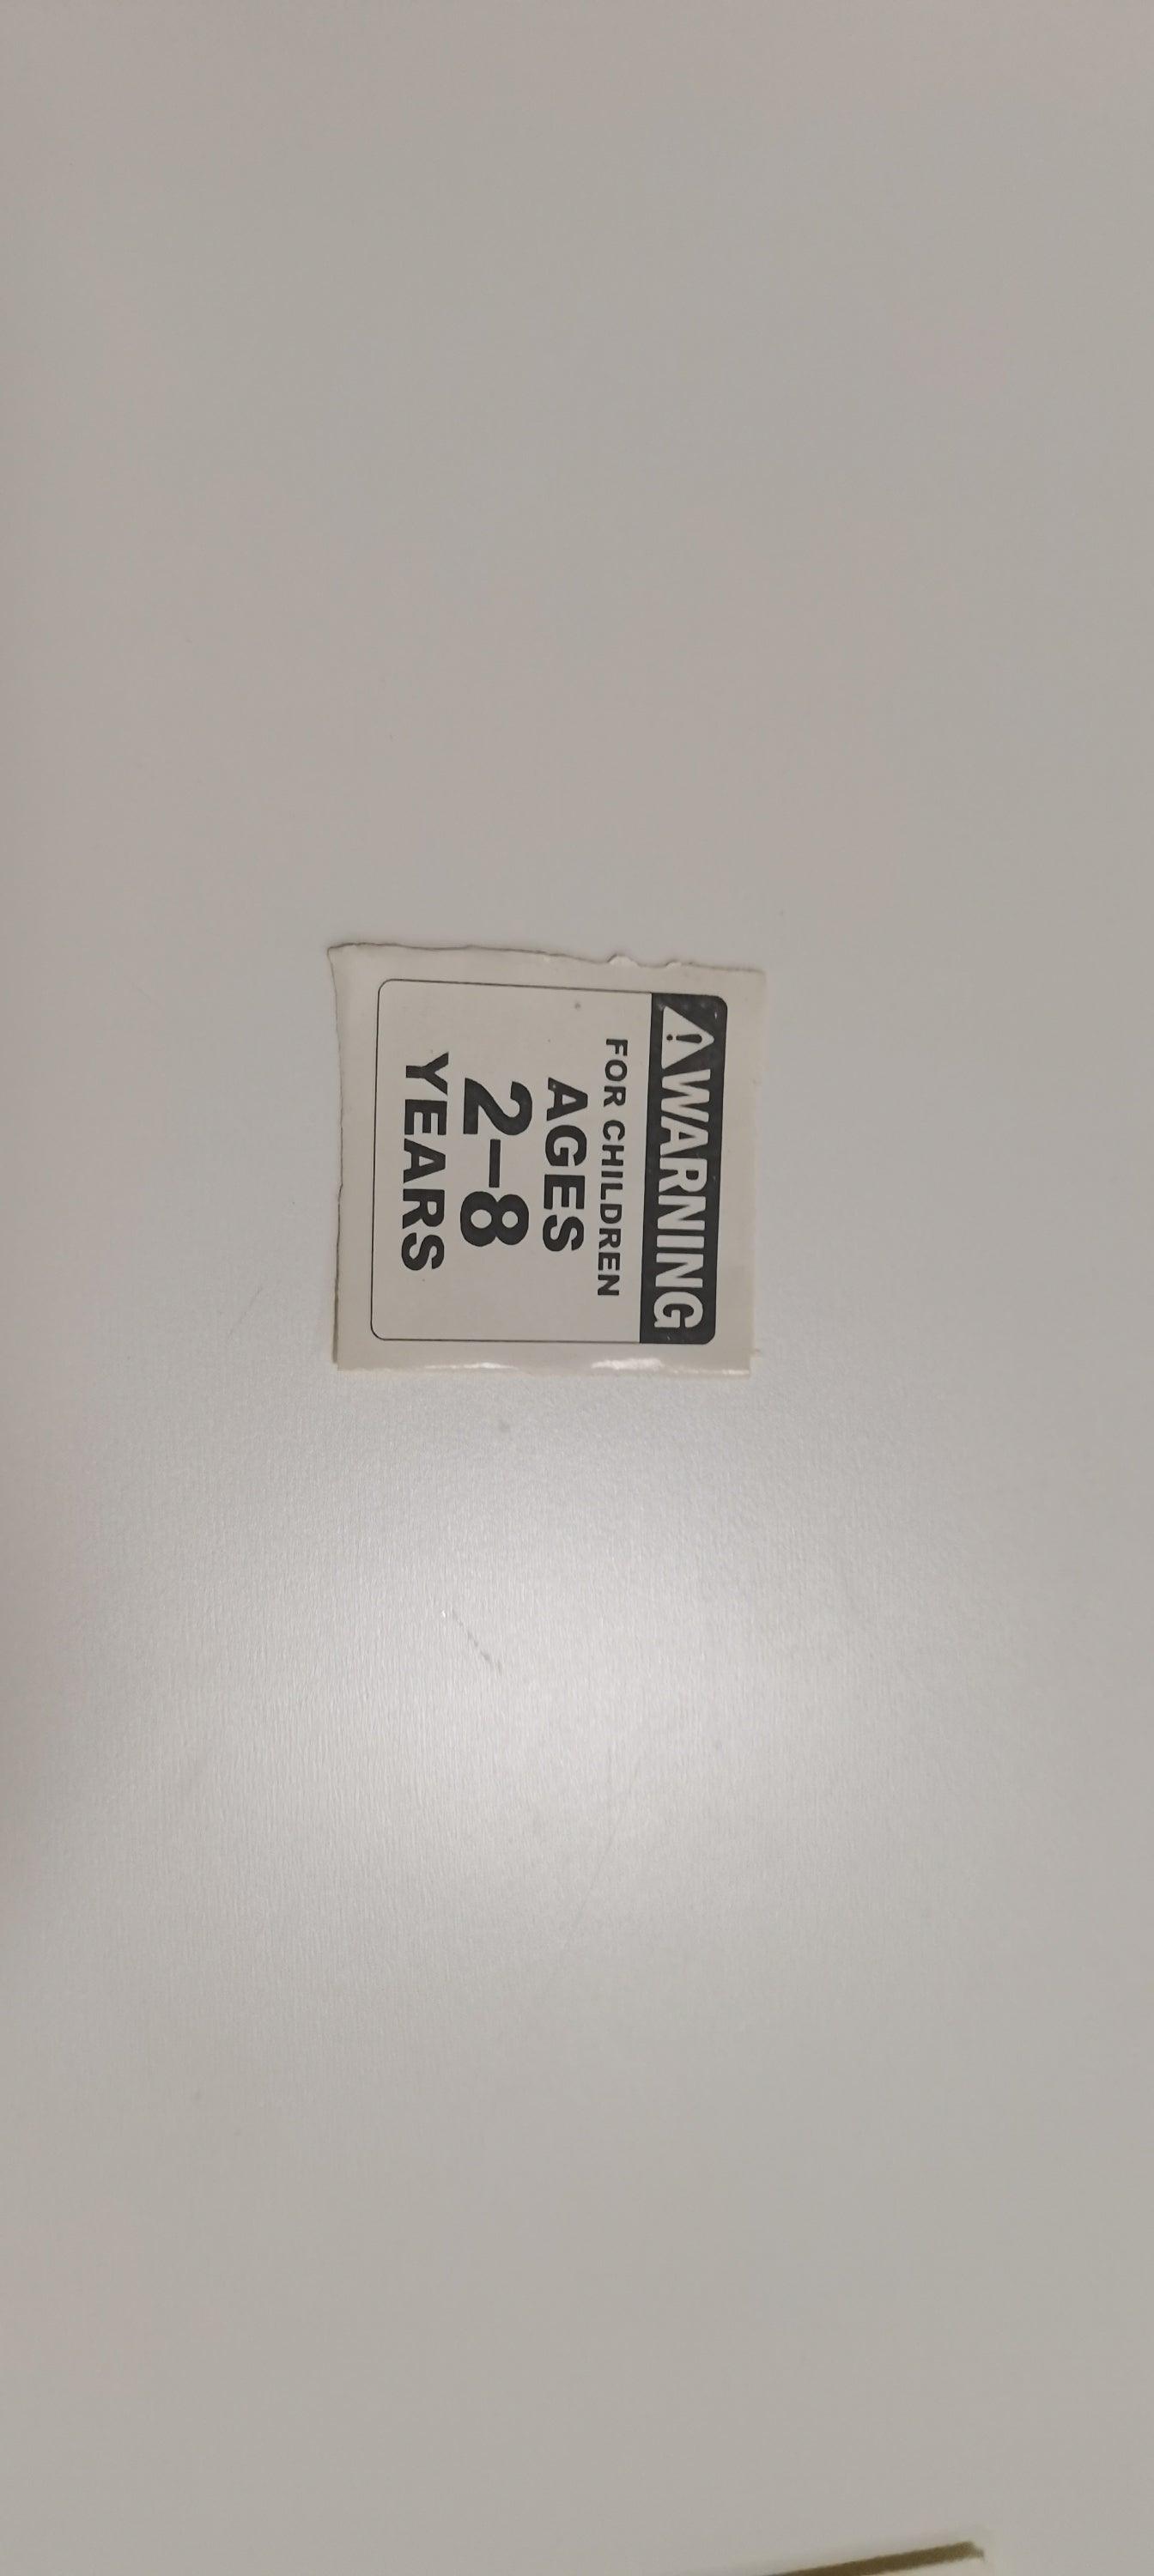 WARNING
FOR CHILDREN
AGES
2-8
YEARS